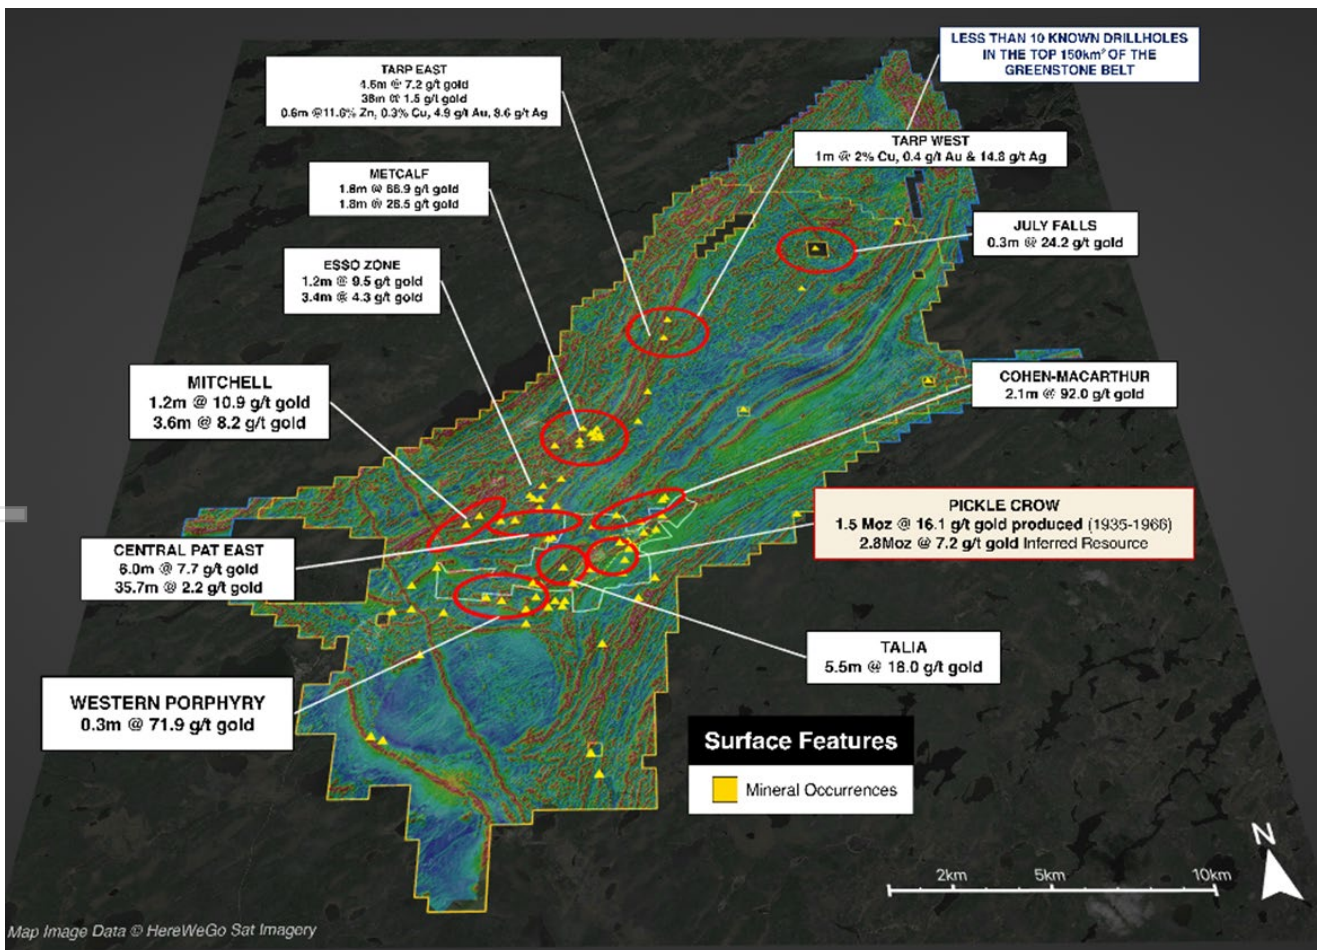 LESS THAN 10 KNOWN DRILLHOLES
IN THE TOP 150km² OF THE
GREENSTONE BELT
TARP EAST
4.5m @ 7.2 g/t gold
36m @ 1.5 g/t gold
0.6m @11.6% Zn, 0.3% Cu, 4.9 g/t Au, 8.6 g/t Ag
TARP WEST
1m @ 2% Cu, 0.4 g/t Au & 14.8 g/t Ag
METCALF
1.8m @ 66.9 g/t gold
1.8m @ 26.5 g/t gold
JULY FALLS
0.3m @ 24.2 g/t gold
ESSO ZONE
1.2m @ 9.5 g/t gold
3.4m @ 4.3 g/t gold
MITCHELL
1.2m @ 10.9 g/t gold
3.6m @ 8.2 g/t gold
COHEN-MACARTHUR
2.1m @ 92.0 g/t gold
PICKLE CROW
1.5 Moz @ 16.1 g/t gold produced (1935-1966)
2.8Moz @ 7.2 g/t gold Inferred Resource
CENTRAL PAT EAST
6.0m @ 7.7 g/t gold
35.7m @ 2.2 g/t gold
TALIA
5.5m @ 18.0 g/t gold
WESTERN PORPHYRY
0.3m @ 71.9 g/t gold
Surface Features
Mineral Occurrences
N
2km 5km 10km
Map Image Data © HereWeGo Sat Imagery